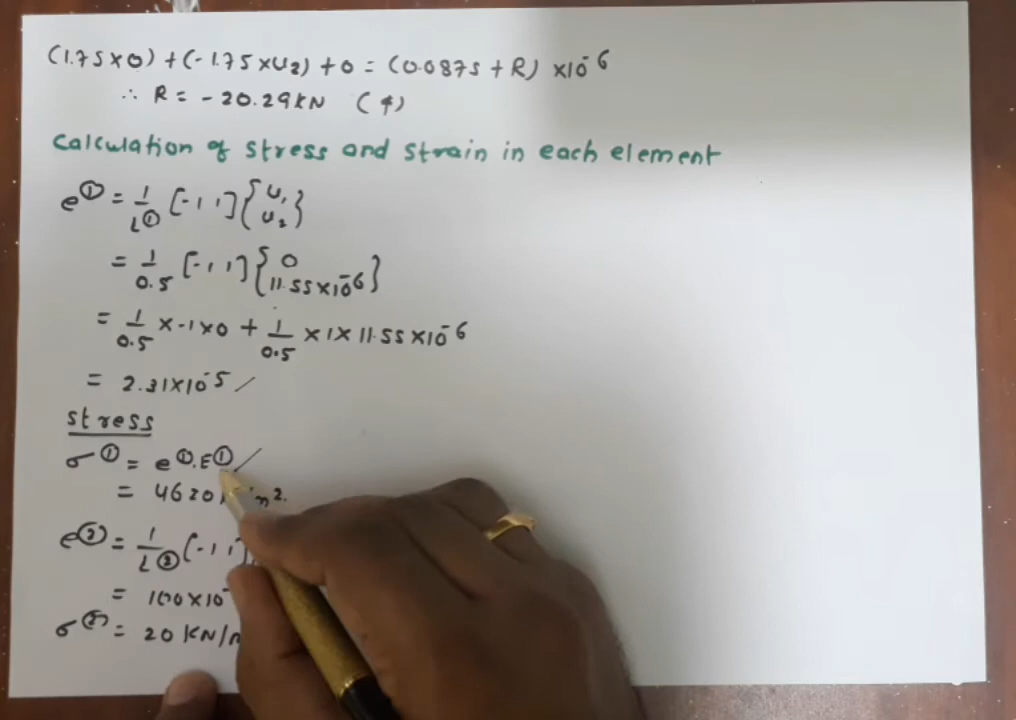 (1.75×0) + (-1.75×U2) + 0 = (0.0875 + R) ×10^-6
∴ R = -20.29KN (↑)
Calculation of stress and strain in each element
e① = 1/L① [-1 1] {U1 U2}
= 1/0.5 [-1 1] {0 11.55×10^-6}
= 1/0.5 × -1×0 + 1/0.5 ×1× 11.55×10^-6
= 2.31×10^-5
stress
σ① = e①.E①
= 4620
e② = 1/L② [-1 1]
= 100×10^-
σ② = 20 KN/